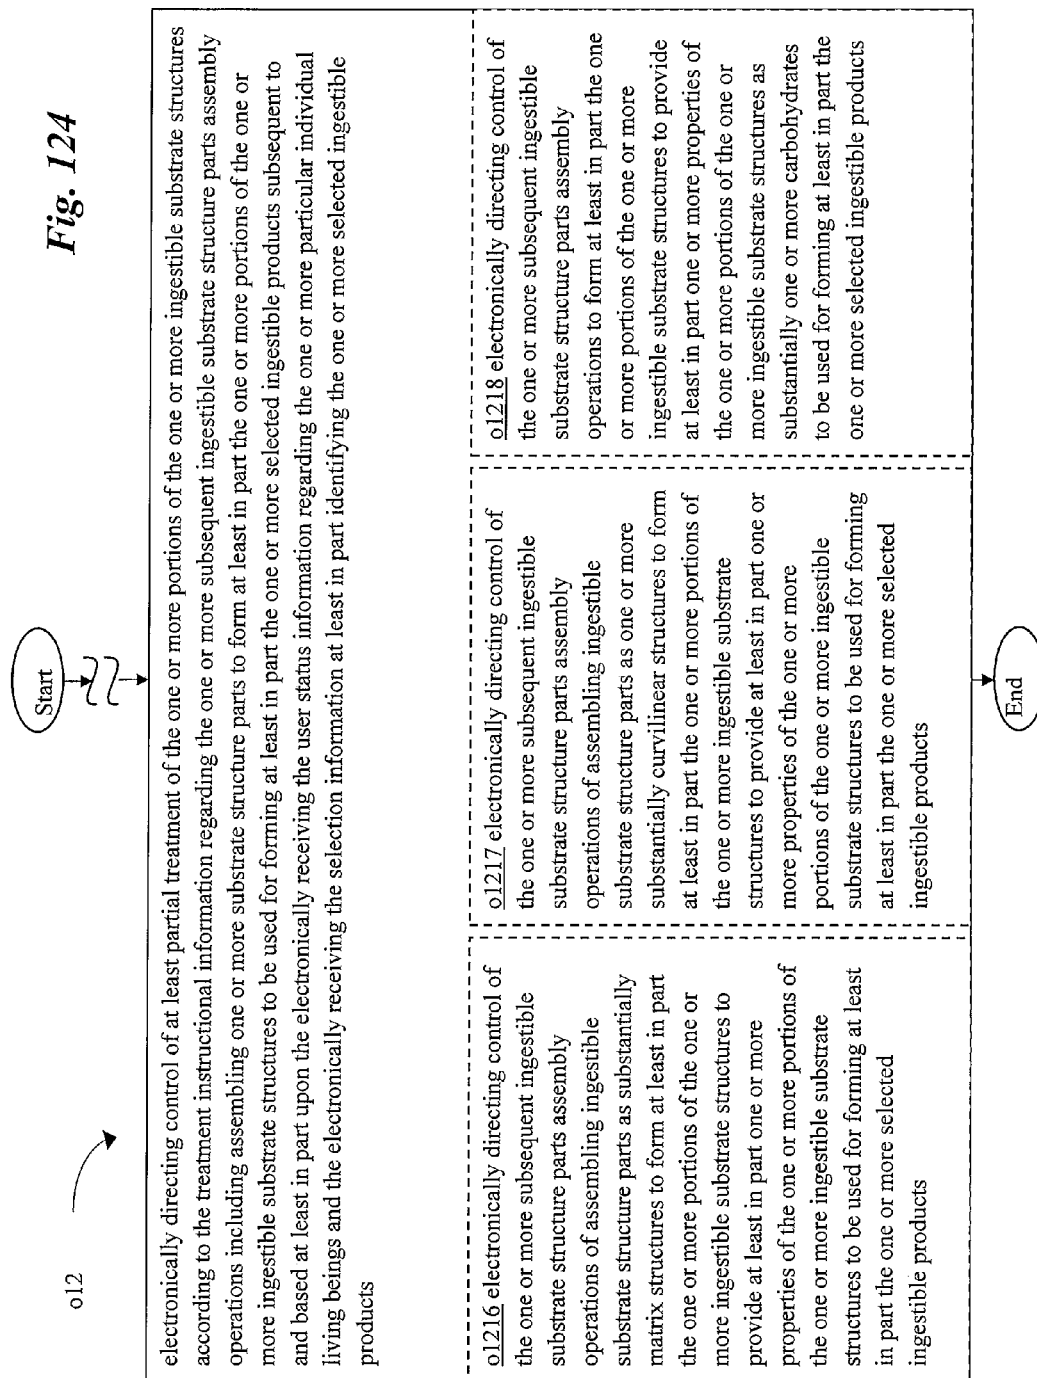 Fig. 124
o12
Start
electronically directing control of at least partial treatment of the one or more portions of the one or more ingestible substrate structures
according to the treatment instructional information regarding the one or more subsequent ingestible substrate structure parts assembly
operations including assembling one or more substrate structure parts to form at least in part the one or more portions of the one or
more ingestible substrate structures to be used for forming at least in part the one or more selected ingestible products subsequent to
and based at least in part upon the electronically receiving the user status information regarding the one or more particular individual
living beings and the electronically receiving the selection information at least in part identifying the one or more selected ingestible
products
o1216 electronically directing control of
the one or more subsequent ingestible
substrate structure parts assembly
operations of assembling ingestible
substrate structure parts as substantially
matrix structures to form at least in part
the one or more portions of the one or
more ingestible substrate structures to
provide at least in part one or more
properties of the one or more portions of
the one or more ingestible substrate
structures to be used for forming at least
in part the one or more selected
ingestible products
o1217 electronically directing control of
the one or more subsequent ingestible
substrate structure parts assembly
operations of assembling ingestible
substrate structure parts as one or more
substantially curvilinear structures to form
at least in part the one or more portions of
the one or more ingestible substrate
structures to provide at least in part one or
more properties of the one or more
portions of the one or more ingestible
substrate structures to be used for forming
at least in part the one or more selected
ingestible products
o1218 electronically directing control of
the one or more subsequent ingestible
substrate structure parts assembly
operations to form at least in part the one
or more portions of the one or more
ingestible substrate structures to provide
at least in part one or more properties of
the one or more portions of the one or
more ingestible substrate structures as
substantially one or more carbohydrates
to be used for forming at least in part the
one or more selected ingestible products
End